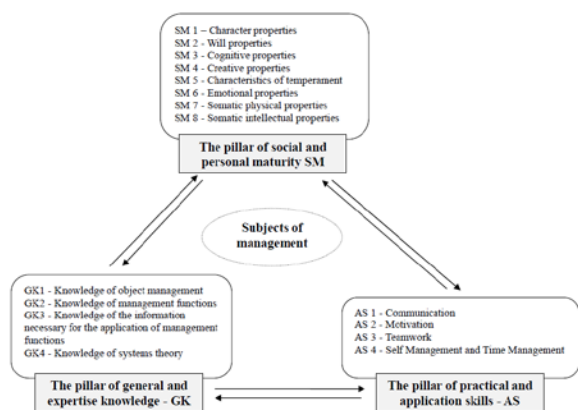 SM 1 – Character properties
SM 2 - Will properties
SM 3 - Cognitive properties
SM 4 - Creative properties
SM 5 - Characteristics of temperament
SM 6 - Emotional properties
SM 7 - Somatic physical properties
SM 8 - Somatic intellectual properties
The pillar of social and
personal maturity SM
Subjects of
management
GK1 - Knowledge of object management
GK2 - Knowledge of management functions
GK3 - Knowledge of the information
necessary for the application of management
functions
GK4 - Knowledge of systems theory
The pillar of general and
expertise knowledge - GK
AS 1 - Communication
AS 2 - Motivation
AS 3 - Teamwork
AS 4 - Self Management and Time Management
The pillar of practical and
application skills - AS